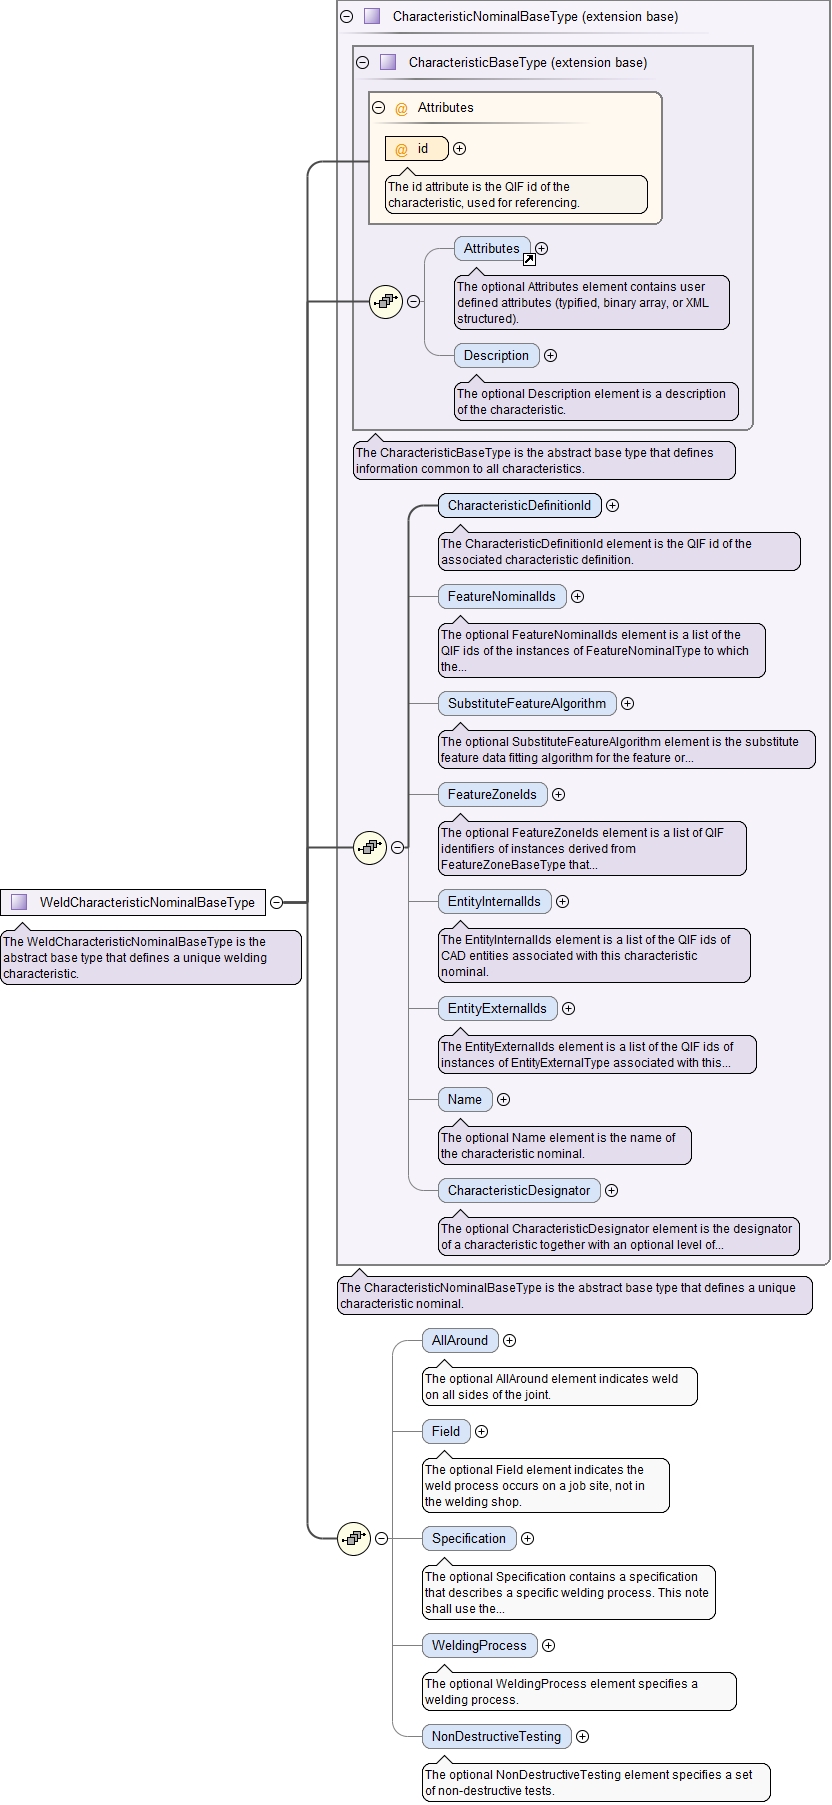 CharacteristicNominalBaseType (extension base)
CharacteristicBaseType (extension base)
@ Attributes
@ id
The id attribute is the QIF id of the
characteristic, used for referencing.
Attributes
The optional Attributes element contains user
defined attributes (typified, binary array, or XML
structured).
Description
The optional Description element is a description
of the characteristic.
The CharacteristicBaseType is the abstract base type that defines
information common to all characteristics.
CharacteristicDefinitionId
The CharacteristicDefinitionId element is the QIF id of the
associated characteristic definition.
FeatureNominalIds
The optional FeatureNominalIds element is a list of the
QIF ids of the instances of FeatureNominalType to which
the...
SubstituteFeatureAlgorithm
The optional SubstituteFeatureAlgorithm element is the substitute
feature data fitting algorithm for the feature or...
FeatureZoneIds
The optional FeatureZoneIds element is a list of QIF
identifiers of instances derived from
FeatureZoneBaseType that...
WeldCharacteristicNominalBaseType
The WeldCharacteristicNominalBaseType is the
abstract base type that defines a unique welding
characteristic.
EntityInternalIds
The EntityInternalIds element is a list of the QIF ids of
CAD entities associated with this characteristic
nominal.
EntityExternalIds
The EntityExternalIds element is a list of the QIF ids of
instances of EntityExternalType associated with this...
Name
The optional Name element is the name of
the characteristic nominal.
CharacteristicDesignator
The optional CharacteristicDesignator element is the designator
of a characteristic together with an optional level of...
The CharacteristicNominalBaseType is the abstract base type that defines a unique
characteristic nominal.
AllAround
The optional AllAround element indicates weld
on all sides of the joint.
Field
The optional Field element indicates the
weld process occurs on a job site, not in
the welding shop.
Specification
The optional Specification contains a specification
that describes a specific welding process. This note
shall use the...
WeldingProcess
The optional WeldingProcess element specifies a
welding process.
NonDestructiveTesting
The optional NonDestructiveTesting element specifies a set
of non-destructive tests.